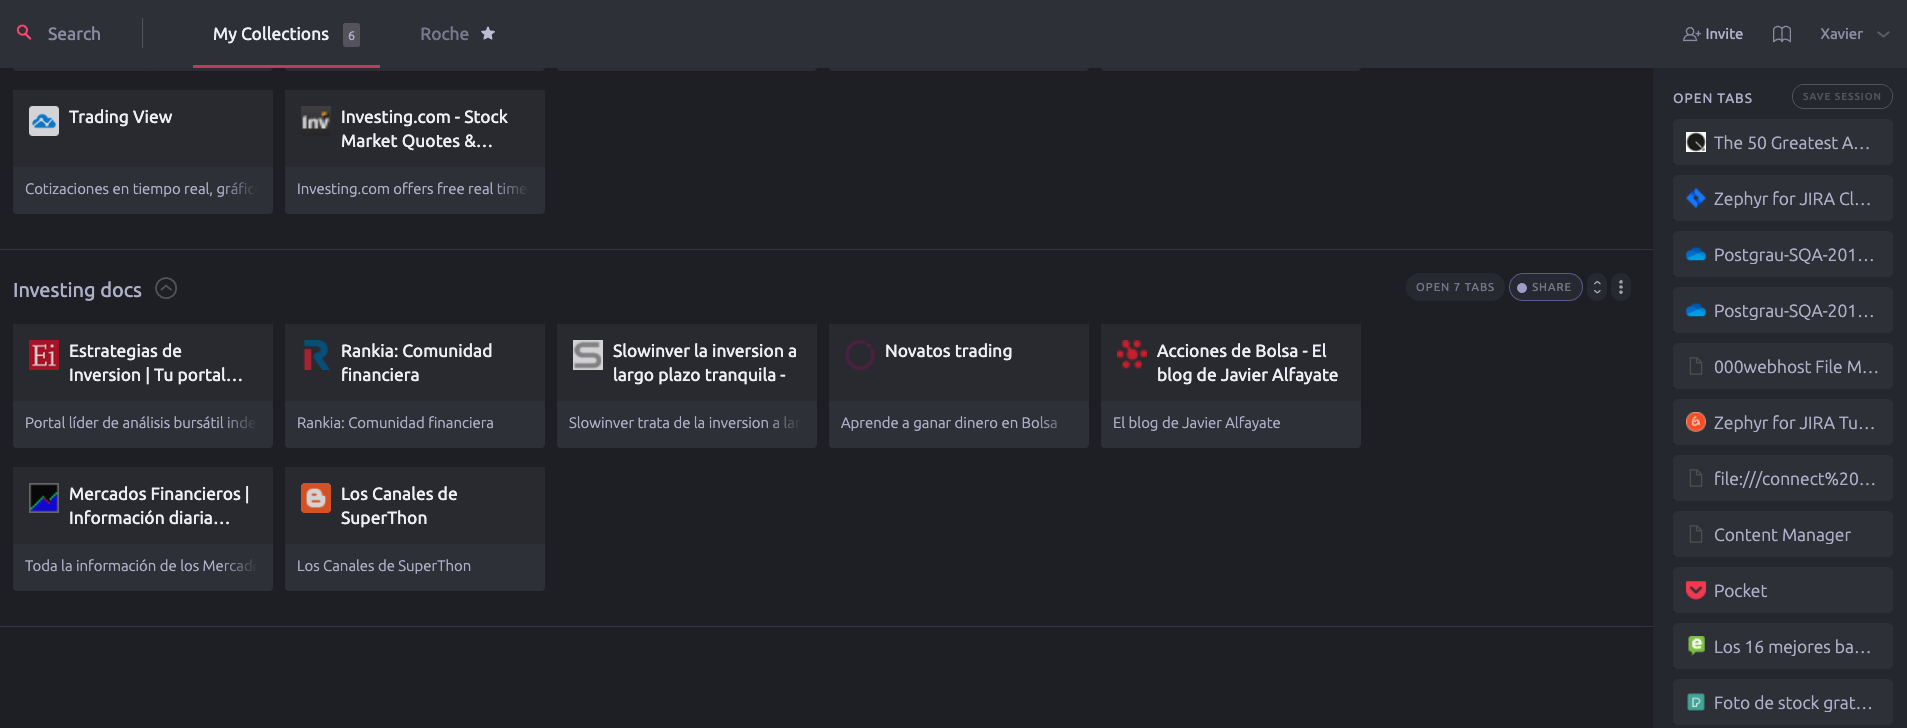 Search
My Collections 6
Roche
Invite
Xavier
Trading View
Cotizaciones en tiempo real, gráfic
Investing.com - Stock
Market Quotes &...
Investing.com offers free real time
Investing docs
OPEN 7 TABS
SHARE
Ei
Estrategias de
Inversion | Tu portal...
Portal líder de análisis bursátil inde
Rankia: Comunidad
financiera
Rankia: Comunidad financiera
Slowinver la inversion a
largo plazo tranquila -
Slowinver trata de la inversion a lar
Novatos trading
Aprende a ganar dinero en Bolsa
Acciones de Bolsa - El
blog de Javier Alfayate
El blog de Javier Alfayate
Mercados Financieros |
Información diaria...
Toda la información de los Mercado
Los Canales de
SuperThon
Los Canales de SuperThon
OPEN TABS
SAVE SESSION
The 50 Greatest A...
Zephyr for JIRA Cl...
Postgrau-SQA-201...
Postgrau-SQA-201...
000webhost File M...
Zephyr for JIRA Tu...
file:///connect%20...
Content Manager
Pocket
Los 16 mejores ba...
Foto de stock grat...